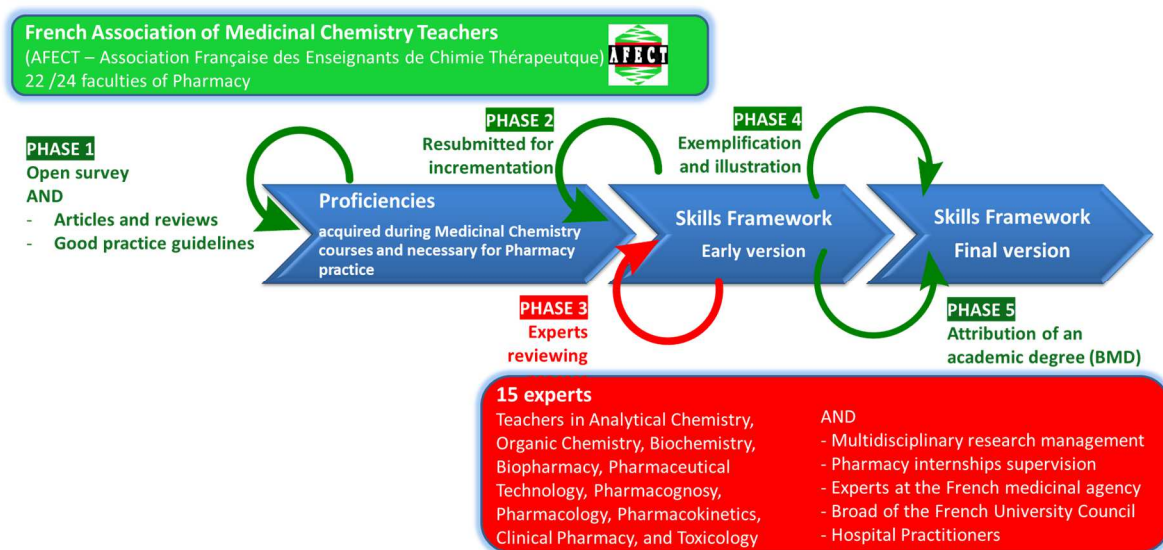 French Association of Medicinal Chemistry Teachers
(AFECT – Association Française des Enseignants de Chimie Thérapeutque)
22 /24 faculties of Pharmacy
AFECT
PHASE 1
Open survey
AND
- Articles and reviews
- Good practice guidelines
Proficiencies
acquired during Medicinal Chemistry
courses and necessary for Pharmacy
practice
PHASE 2
Resubmitted for
incrementation
Skills Framework
Early version
PHASE 3
Experts
reviewing
PHASE 4
Exemplification
and illustration
Skills Framework
Final version
PHASE 5
Attribution of an
academic degree (BMD)
15 experts
Teachers in Analytical Chemistry,
Organic Chemistry, Biochemistry,
Biopharmacy, Pharmaceutical
Technology, Pharmacognosy,
Pharmacology, Pharmacokinetics,
Clinical Pharmacy, and Toxicology
AND
- Multidisciplinary research management
- Pharmacy internships supervision
- Experts at the French medicinal agency
- Broad of the French University Council
- Hospital Practitioners